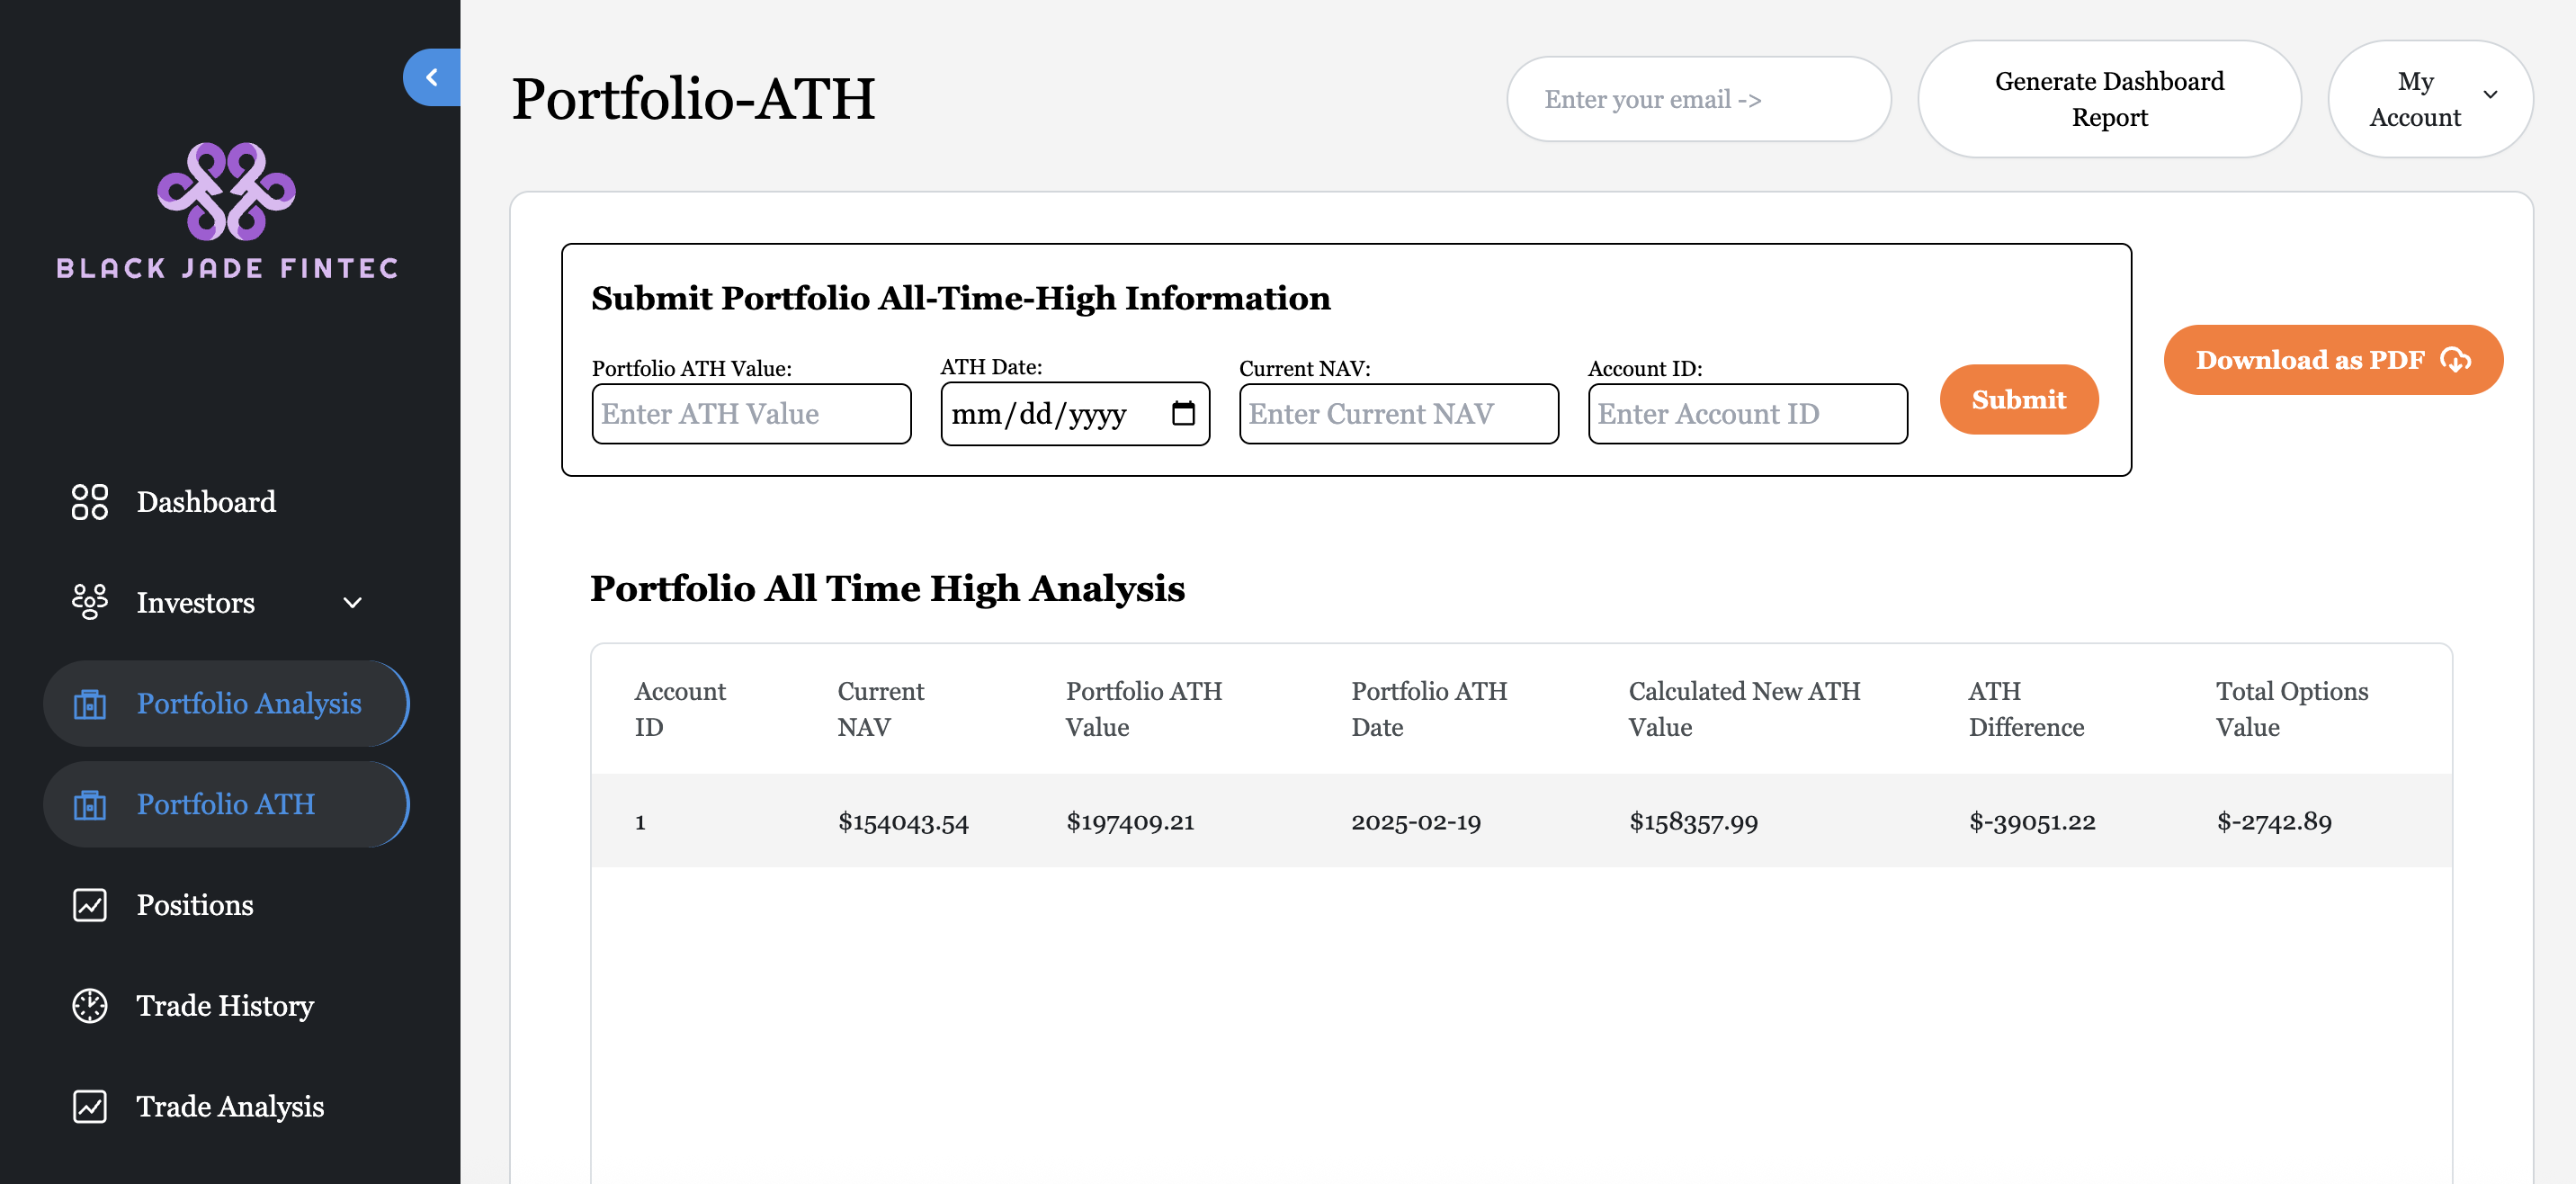 BLACK JADE FINTEC
Dashboard
Investors
Portfolio Analysis
Portfolio ATH
Positions
Trade History
Trade Analysis
Portfolio-ATH
Enter your email ->
Generate Dashboard
Report
My
Account
Submit Portfolio All-Time-High Information
Portfolio ATH Value:
Enter ATH Value
ATH Date:
mm/dd/yyyy
Current NAV:
Enter Current NAV
Account ID:
Enter Account ID
Submit
Download as PDF
Portfolio All Time High Analysis
Account
ID
Current
NAV
Portfolio ATH
Value
Portfolio ATH
Date
Calculated New ATH
Value
ATH
Difference
Total Options
Value
1
$154043.54
$197409.21
2025-02-19
$158357.99
$-39051.22
$-2742.89